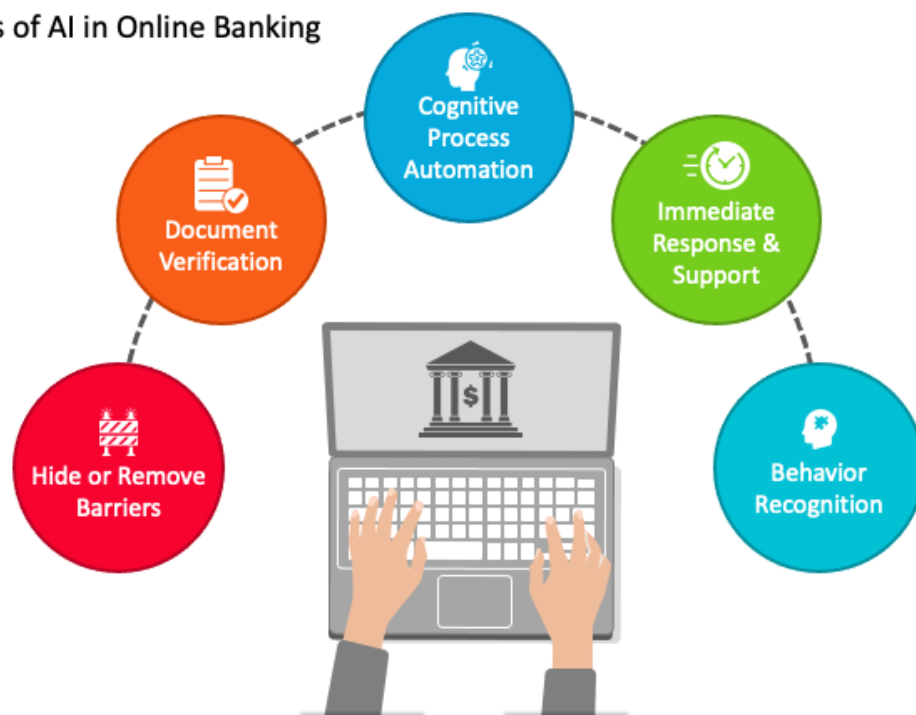 of AI in Online Banking
Cognitive
Process
Automation
Document
Verification
Immediate
Response &
Support
Hide or Remove
Barriers
Behavior
Recognition
$